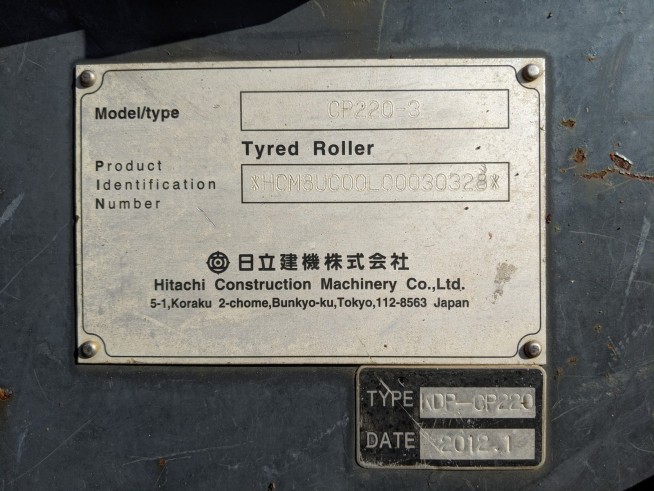 Model/type CP220-3
Tyred Roller
Product
Identification
Number
*HCM8UC00L00030328*
日立建機株式会社
Hitachi Construction Machinery Co.,Ltd.
5-1,Koraku 2-chome,Bunkyo-ku,Tokyo,112-8563 Japan
TYPE KDP-CP220
DATE 2012.1